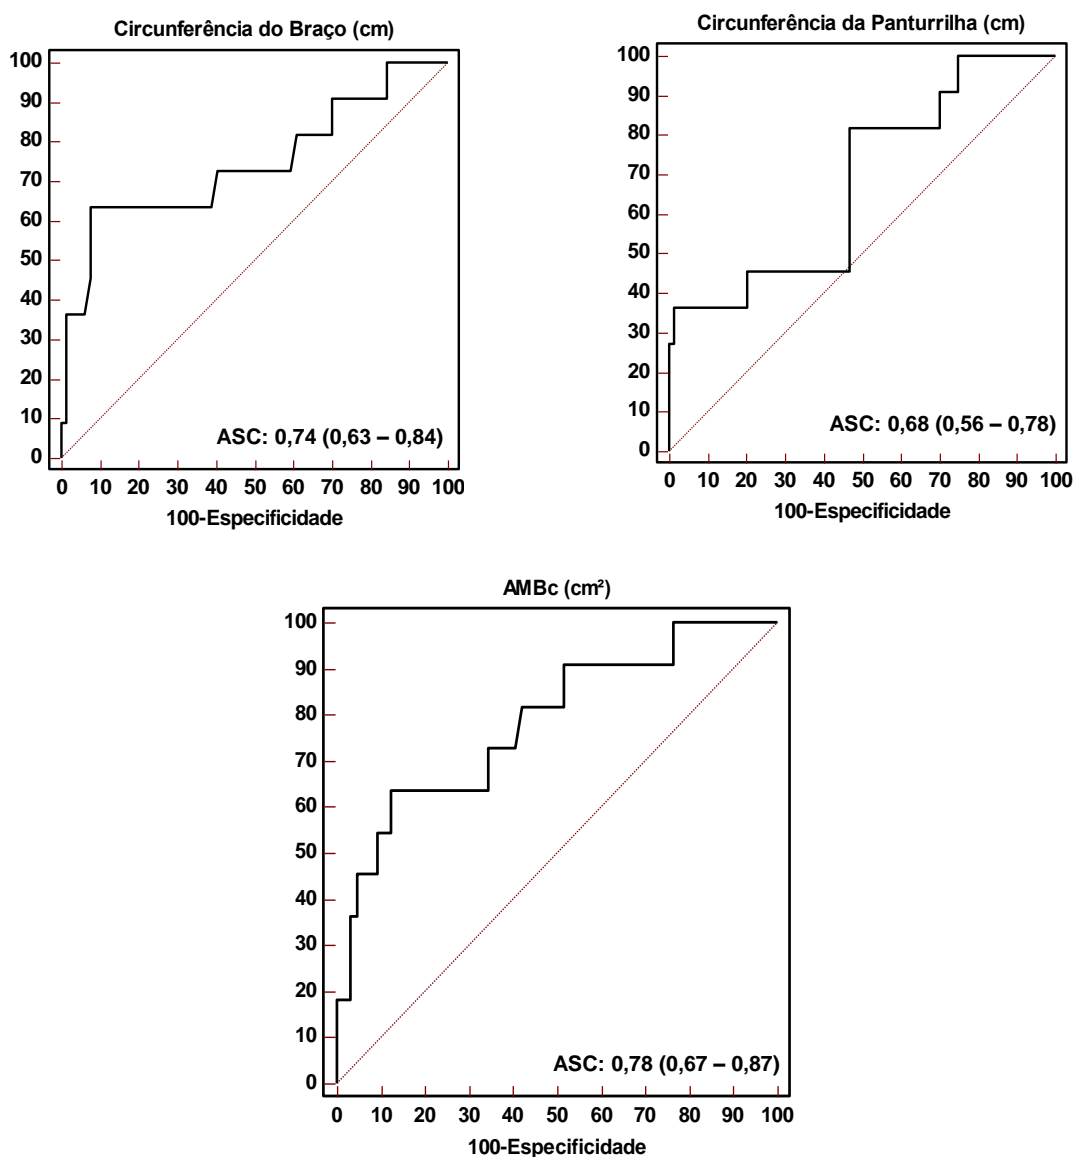 Circunferência do Braço (cm)
100
90
80
70
60
50
40
30
20
10
0
ASC: 0,74 (0,63 – 0,84)
0 10 20 30 40 50 60 70 80 90 100
100-Especificidade
Circunferência da Panturrilha (cm)
100
90
80
70
60
50
40
30
20
10
0
ASC: 0,68 (0,56 – 0,78)
0 10 20 30 40 50 60 70 80 90 100
100-Especificidade
AMBc (cm²)
100
90
80
70
60
50
40
30
20
10
0
ASC: 0,78 (0,67 – 0,87)
0 10 20 30 40 50 60 70 80 90 100
100-Especificidade